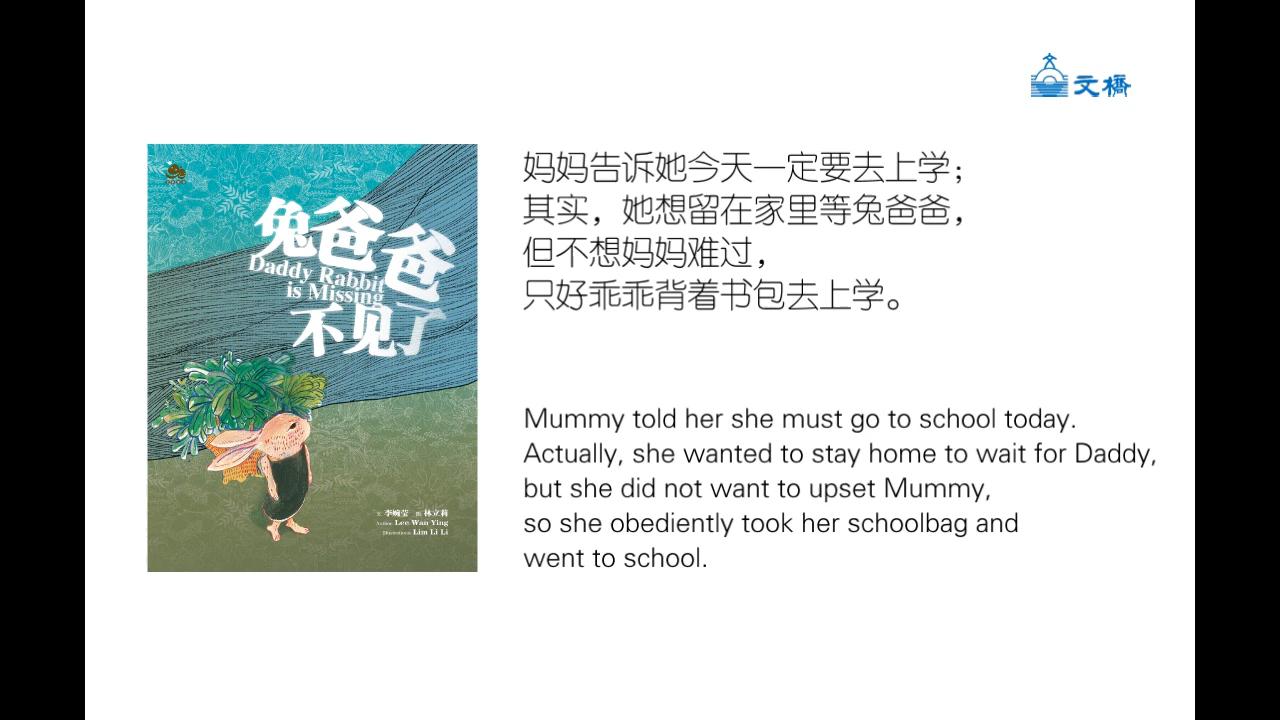 文橋
兔爸爸
Daddy Rabbit
is Missing
不见了
文 李婉莹 图 林立莉
Author Lee Wan Ying
Illustrations Lim Li Li
妈妈告诉她今天一定要去上学；
其实，她想留在家里等兔爸爸，
但不想妈妈难过，
只好乖乖背着书包去上学。
Mummy told her she must go to school today.
Actually, she wanted to stay home to wait for Daddy,
but she did not want to upset Mummy,
so she obediently took her schoolbag and
went to school.